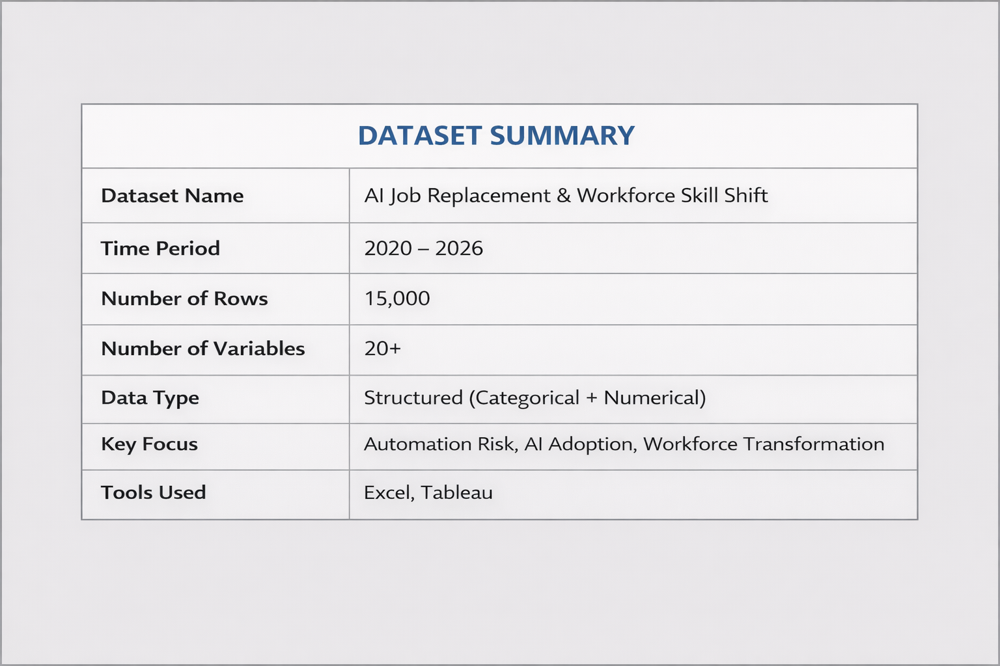 DATASET SUMMARY
Dataset Name
AI Job Replacement & Workforce Skill Shift
Time Period
2020 – 2026
Number of Rows
15,000
Number of Variables
20+
Data Type
Structured (Categorical + Numerical)
Key Focus
Automation Risk, AI Adoption, Workforce Transformation
Tools Used
Excel, Tableau